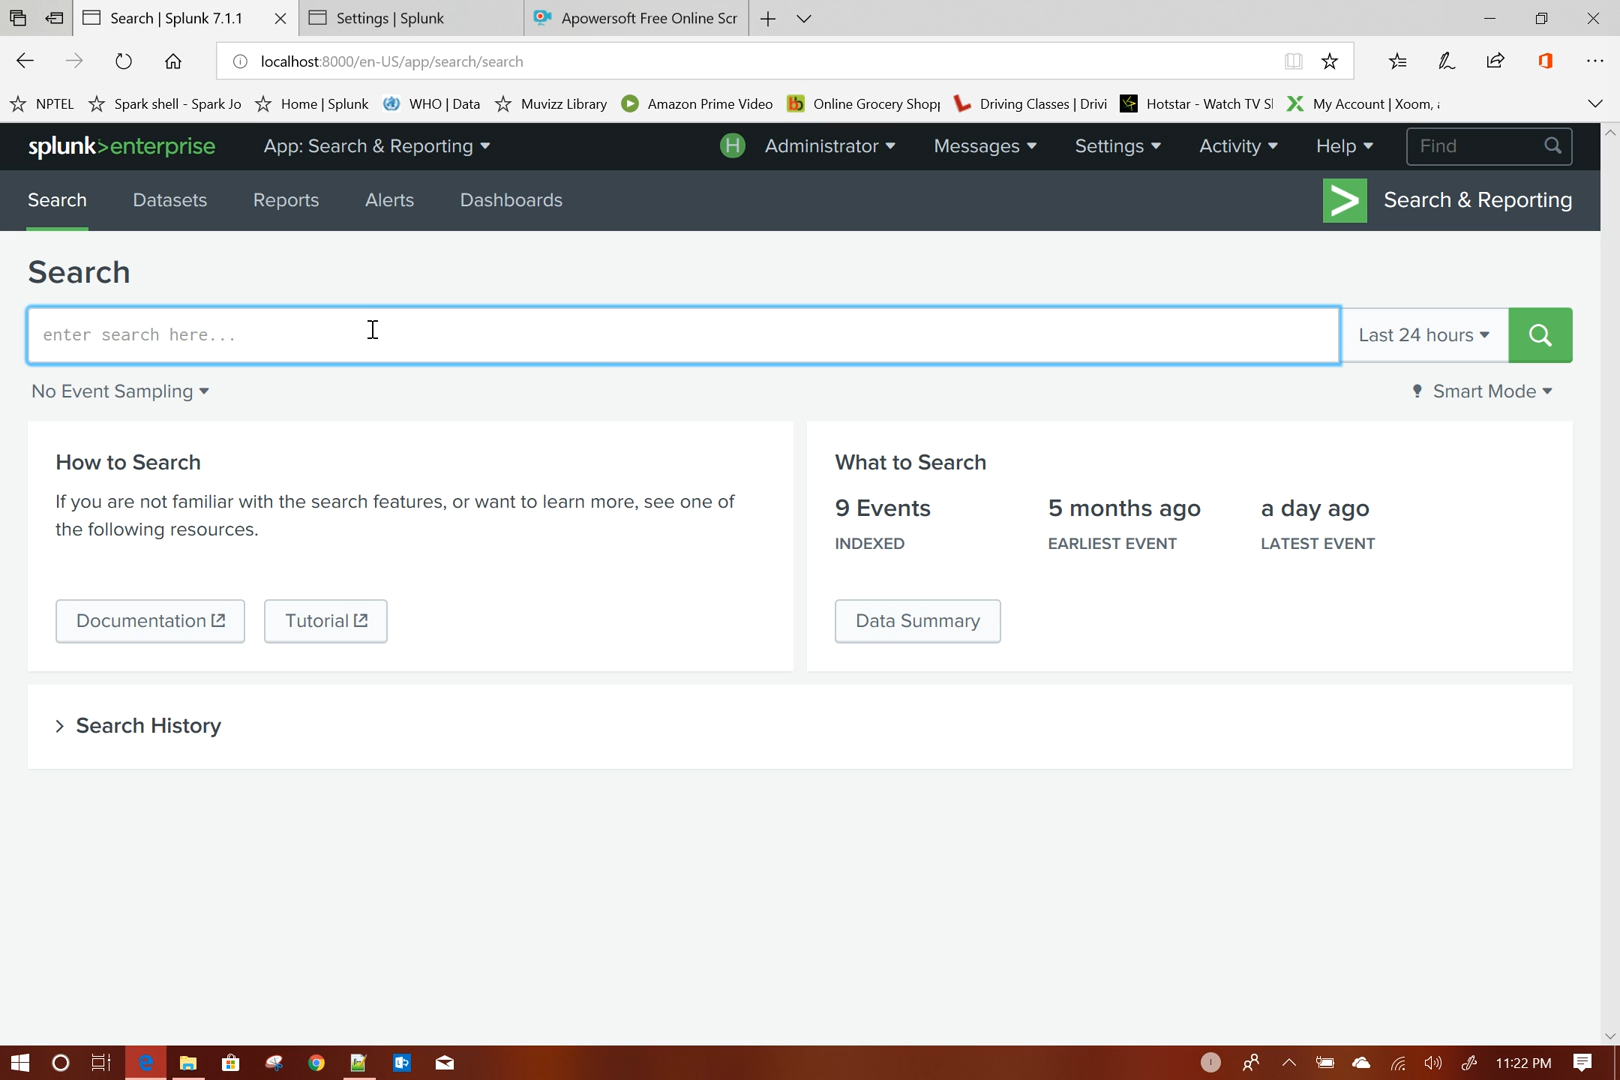 Search | Splunk 7.1.1
Settings | Splunk
Apowersoft Free Online Scr
localhost:8000/en-US/app/search/search
NPTEL
Spark shell - Spark Jo
Home | Splunk
WHO | Data
Muvizz Library
Amazon Prime Video
Online Grocery Shopp
Driving Classes | Drivi
Hotstar - Watch TV S
My Account | Xoom, a
splunk>enterprise
App: Search & Reporting
H
Administrator
Messages
Settings
Activity
Help
Find
Search
Datasets
Reports
Alerts
Dashboards
Search & Reporting
Search
enter search here...
Last 24 hours
No Event Sampling
Smart Mode
How to Search
If you are not familiar with the search features, or want to learn more, see one of
the following resources.
Documentation
Tutorial
What to Search
9 Events
INDEXED
5 months ago
EARLIEST EVENT
a day ago
LATEST EVENT
Data Summary
Search History
11:22 PM